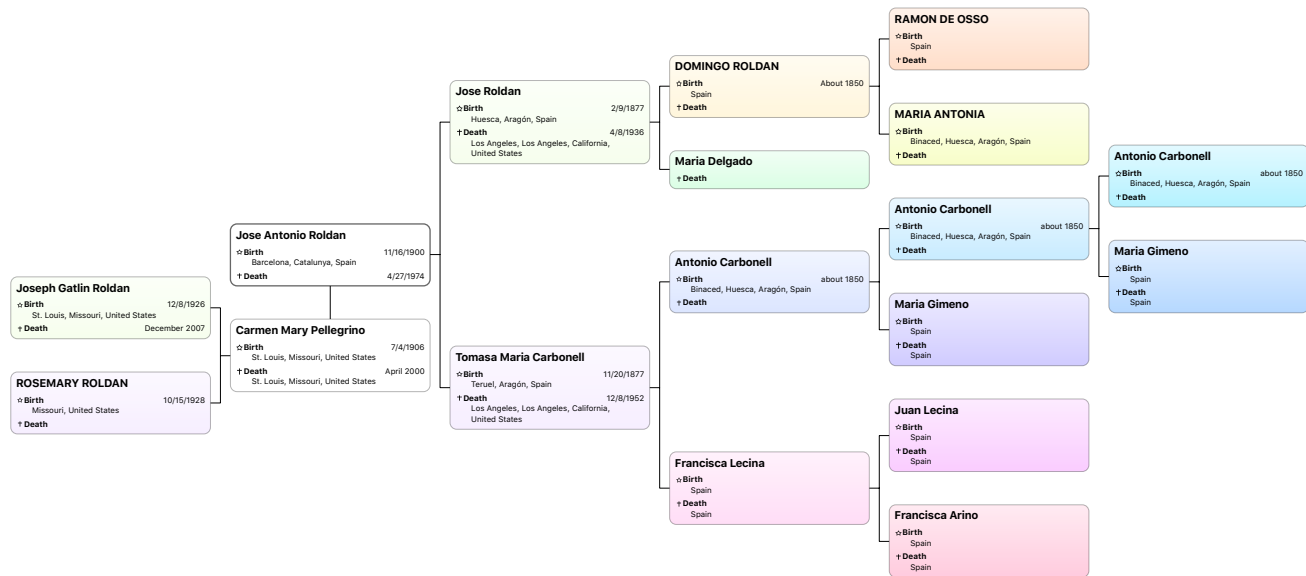 Joseph Gatlin Roldan
☆Birth 12/8/1926
St. Louis, Missouri, United States
†Death December 2007
ROSEMARY ROLDAN
☆Birth 10/15/1928
Missouri, United States
†Death
Jose Antonio Roldan
☆Birth 11/16/1900
Barcelona, Catalunya, Spain
†Death 4/27/1974
Carmen Mary Pellegrino
☆Birth 7/4/1906
St. Louis, Missouri, United States
†Death April 2000
St. Louis, Missouri, United States
Jose Roldan
☆Birth 2/9/1877
Huesca, Aragón, Spain
†Death 4/8/1936
Los Angeles, Los Angeles, California,
United States
Tomasa Maria Carbonell
☆Birth 11/20/1877
Teruel, Aragón, Spain
†Death 12/8/1952
Los Angeles, Los Angeles, California,
United States
DOMINGO ROLDAN
☆Birth About 1850
Spain
†Death
Maria Delgado
†Death
Antonio Carbonell
☆Birth about 1850
Binaced, Huesca, Aragón, Spain
†Death
Francisca Lecina
☆Birth
Spain
†Death
Spain
RAMON DE OSSO
☆Birth
Spain
†Death
MARIA ANTONIA
☆Birth
Binaced, Huesca, Aragón, Spain
†Death
Antonio Carbonell
☆Birth about 1850
Binaced, Huesca, Aragón, Spain
†Death
Maria Gimeno
☆Birth
Spain
†Death
Spain
Juan Lecina
☆Birth
Spain
†Death
Spain
Francisca Arino
☆Birth
Spain
†Death
Spain
Antonio Carbonell
☆Birth about 1850
Binaced, Huesca, Aragón, Spain
†Death
Maria Gimeno
☆Birth
Spain
†Death
Spain